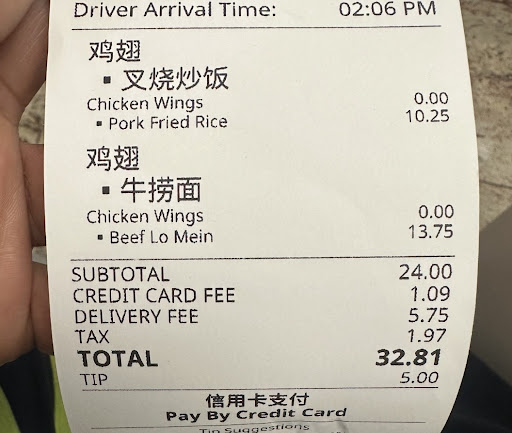 Driver Arrival Time: 02:06 PM
鸡翅
▪ 叉烧炒饭
Chicken Wings 0.00
▪ Pork Fried Rice 10.25
鸡翅
▪ 牛捞面
Chicken Wings 0.00
▪ Beef Lo Mein 13.75
SUBTOTAL 24.00
CREDIT CARD FEE 1.09
DELIVERY FEE 5.75
TAX 1.97
TOTAL 32.81
TIP 5.00
信用卡支付
Pay By Credit Card
Tip Suggestions